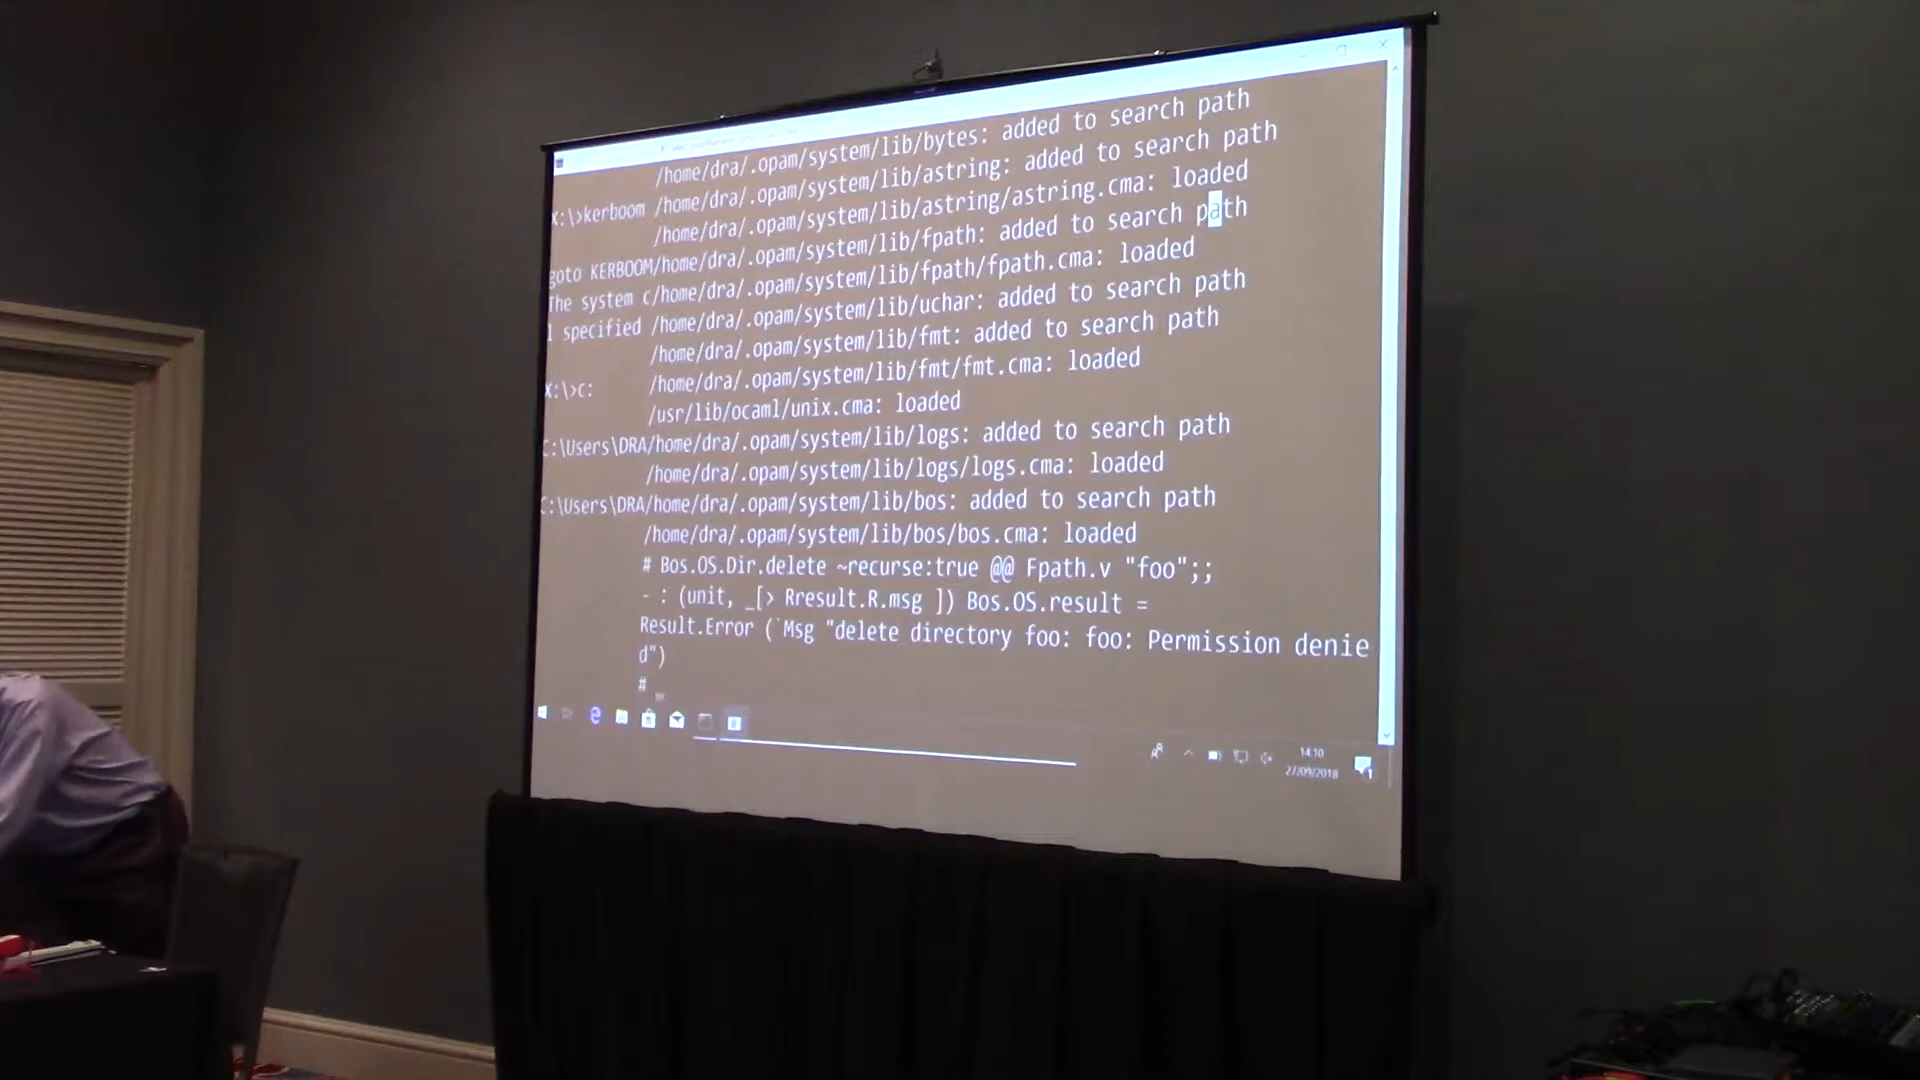 /home/dra/.opam/system/lib/bytes: added to search path
/home/dra/.opam/system/lib/astring: added to search path
X:\>kerboom /home/dra/.opam/system/lib/astring/astring.cma: loaded
/home/dra/.opam/system/lib/fpath: added to search path
goto KERBOOM/home/dra/.opam/system/lib/fpath/fpath.cma: loaded
The system c/home/dra/.opam/system/lib/uchar: added to search path
l specified /home/dra/.opam/system/lib/fmt: added to search path
/home/dra/.opam/system/lib/fmt/fmt.cma: loaded
X:\>c: /usr/lib/ocaml/unix.cma: loaded
C:\Users\DRA/home/dra/.opam/system/lib/logs: added to search path
/home/dra/.opam/system/lib/logs/logs.cma: loaded
C:\Users\DRA/home/dra/.opam/system/lib/bos: added to search path
/home/dra/.opam/system/lib/bos/bos.cma: loaded
# Bos.OS.Dir.delete ~recurse:true @@ Fpath.v "foo";;
- : (unit, _[> Rresult.R.msg ]) Bos.OS.result =
Result.Error (`Msg "delete directory foo: foo: Permission denie
d")
# _
14:10
27/09/2018
1